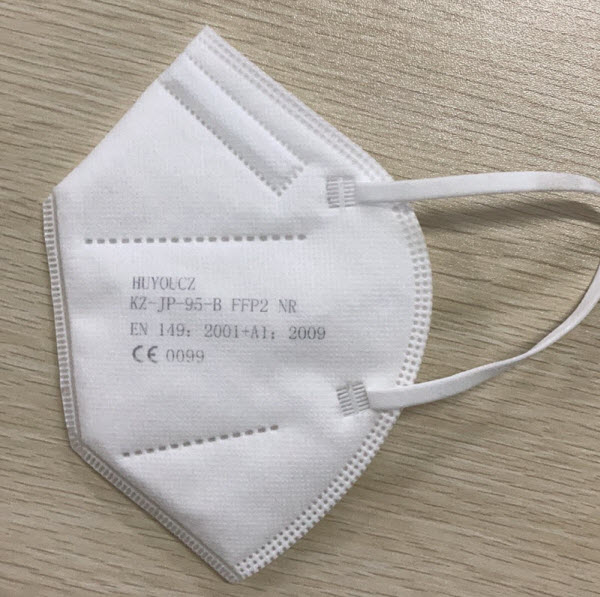 HUYOUCZ
KZ-JP-95-B FFP2 NR
EN 149: 2001+A1: 2009
CE 0099